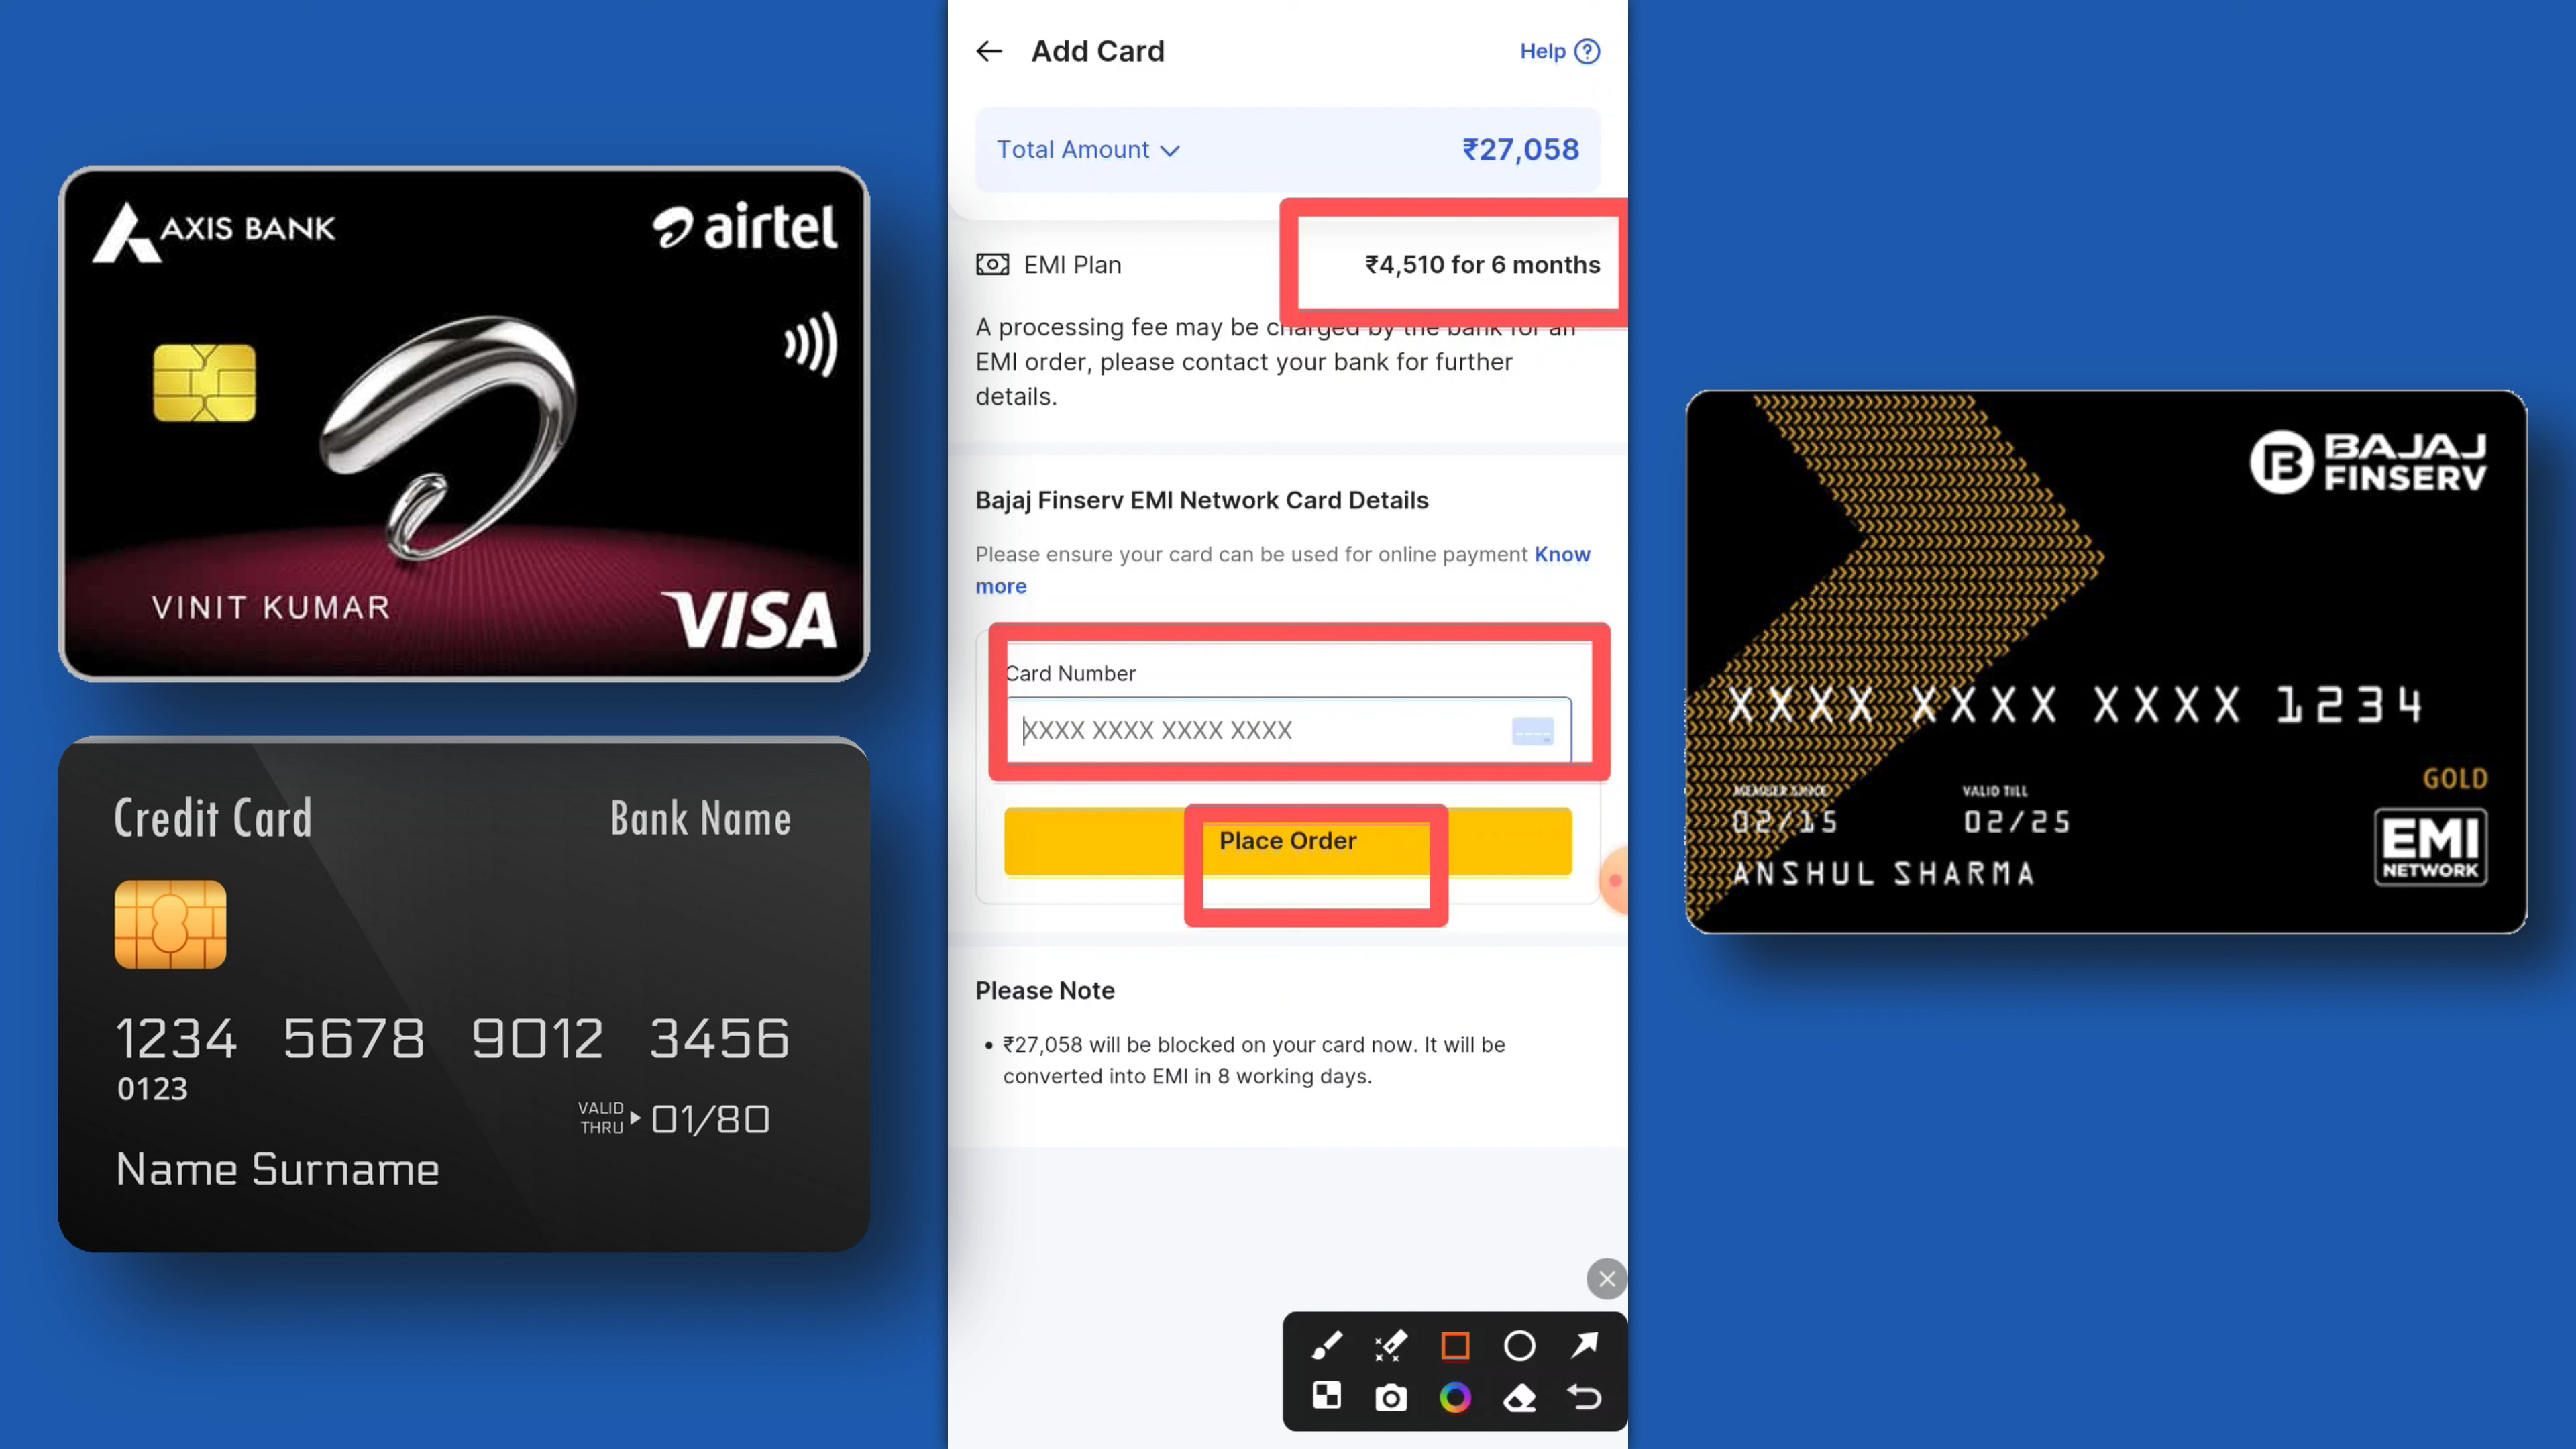 AXIS BANK
airtel
VINIT KUMAR
VISA
Credit Card
Bank Name
1234 5678 9012 3456
0123
VALID
THRU
01/80
Name Surname
Add Card
Help ?
Total Amount
₹27,058
EMI Plan
₹4,510 for 6 months
A processing fee may be charged by the bank for an
EMI order, please contact your bank for further
details.
Bajaj Finserv EMI Network Card Details
Please ensure your card can be used for online payment Know
more
Card Number
XXXX XXXX XXXX XXXX
Place Order
Please Note
• ₹27,058 will be blocked on your card now. It will be
converted into EMI in 8 working days.
B BAJAJ
FINSERV
XXXX XXXX XXXX 1234
GOLD
MEMBER SINCE
VALID TILL
02/15
02/25
ANSHUL SHARMA
EMI
NETWORK